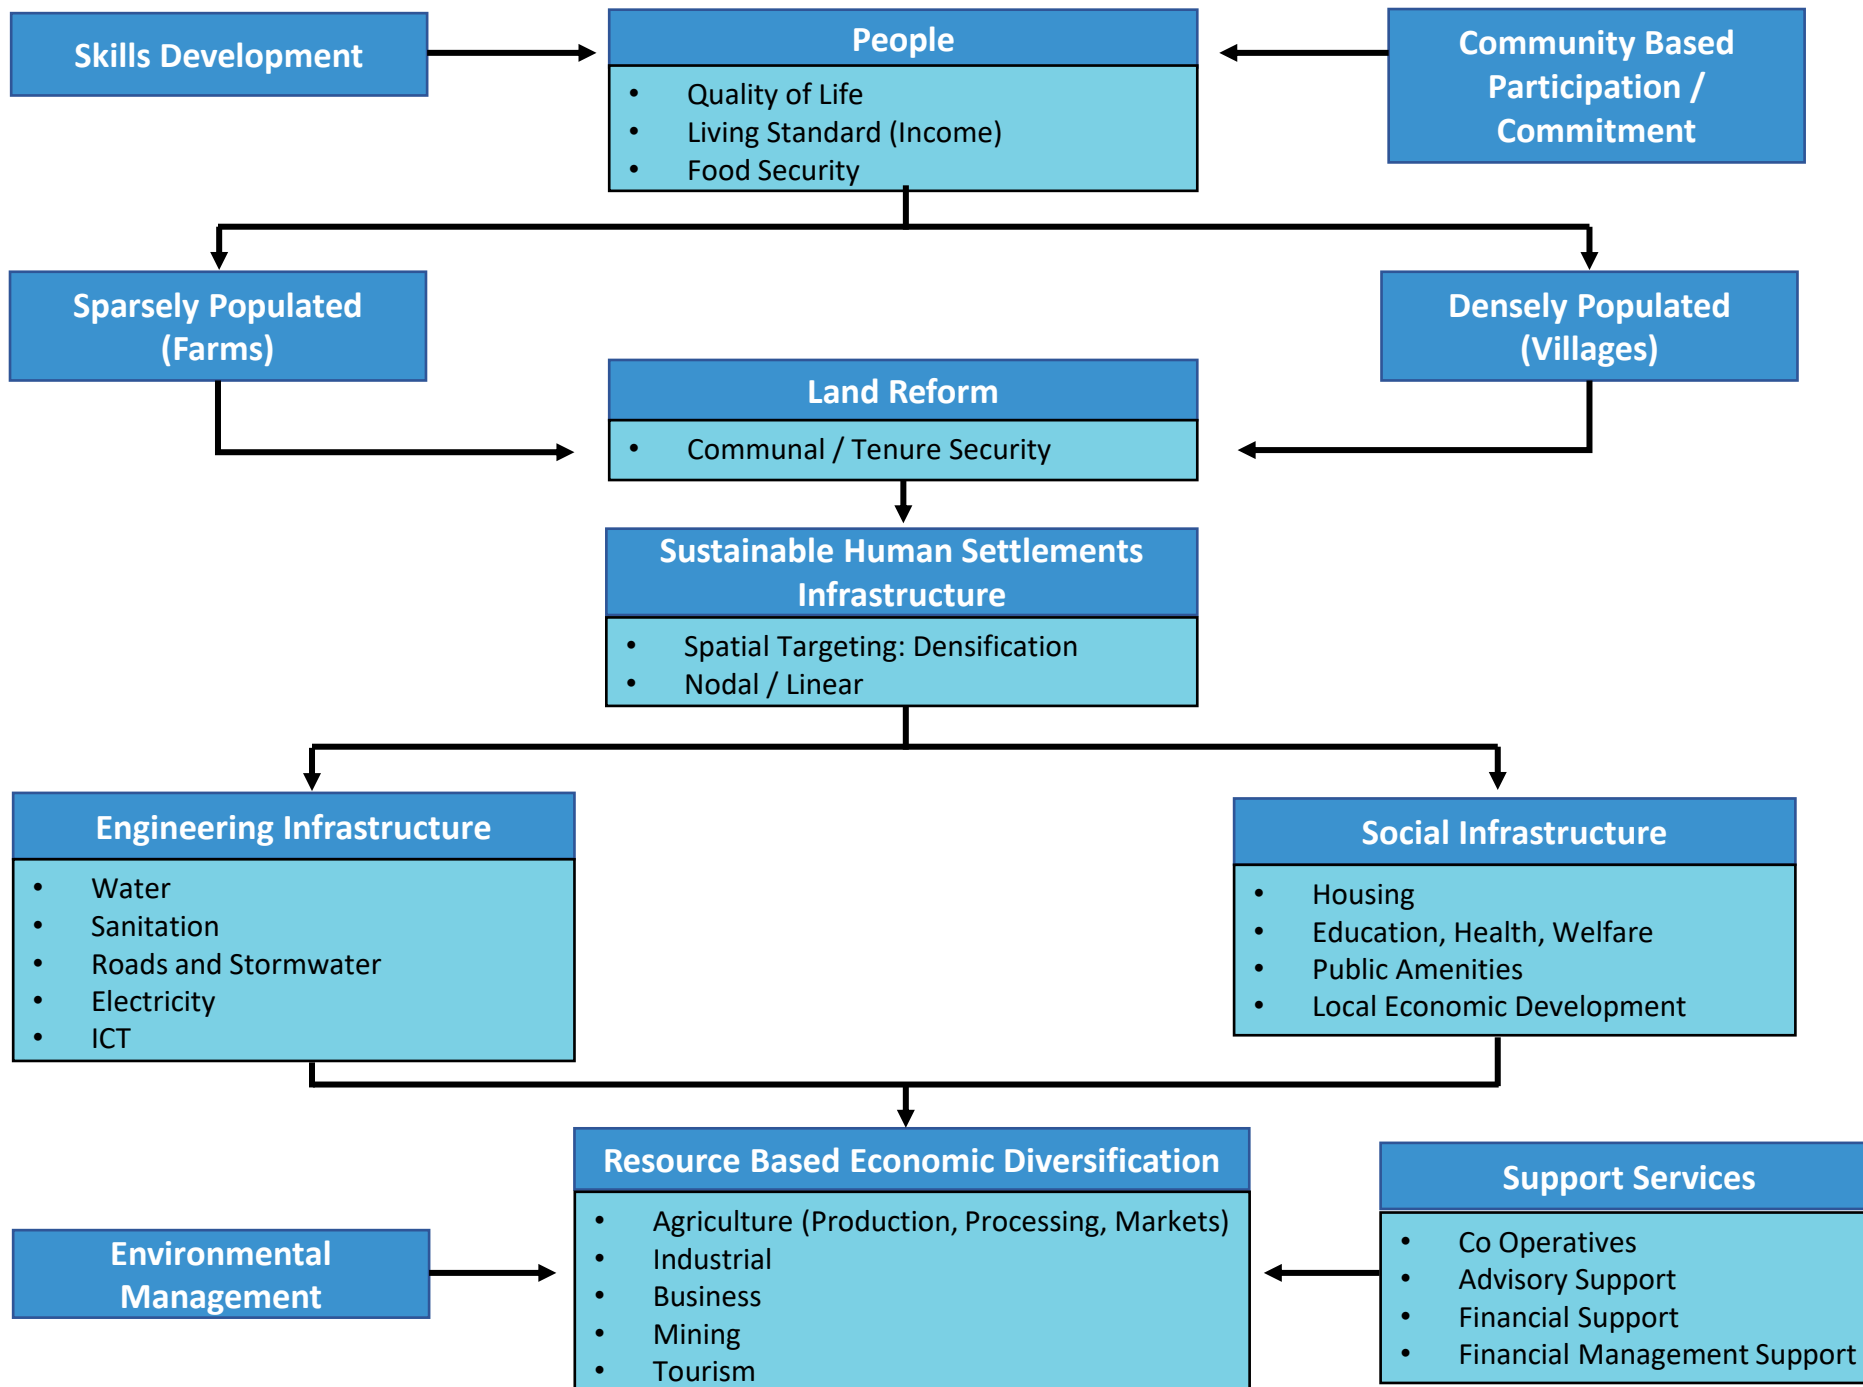 Skills Development
People
• Quality of Life
• Living Standard (Income)
• Food Security
Community Based
Participation /
Commitment
Sparsely Populated
(Farms)
Densely Populated
(Villages)
Land Reform
• Communal / Tenure Security
Sustainable Human Settlements
Infrastructure
• Spatial Targeting: Densification
• Nodal / Linear
Engineering Infrastructure
• Water
• Sanitation
• Roads and Stormwater
• Electricity
• ICT
Social Infrastructure
• Housing
• Education, Health, Welfare
• Public Amenities
• Local Economic Development
Environmental
Management
Resource Based Economic Diversification
• Agriculture (Production, Processing, Markets)
• Industrial
• Business
• Mining
• Tourism
Support Services
• Co Operatives
• Advisory Support
• Financial Support
• Financial Management Support